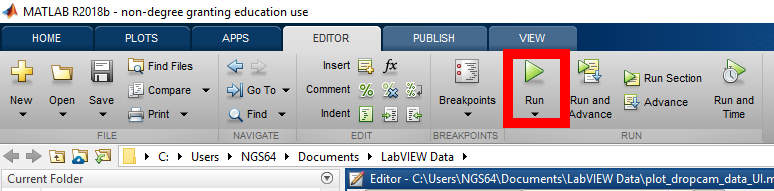 MATLAB R2018b - non-degree granting education use
HOME PLOTS APPS EDITOR PUBLISH VIEW
New Open Save Find Files Compare Print
Go To Find
Insert fx Comment Indent
Breakpoints Run Run and Advance Run Section Advance Run and Time
FILE NAVIGATE EDIT BREAKPOINTS RUN
C: Users NGS64 Documents LabVIEW Data
Current Folder Editor - C:\Users\NGS64\Documents\LabVIEW Data\plot_dropcam_data_UI.m